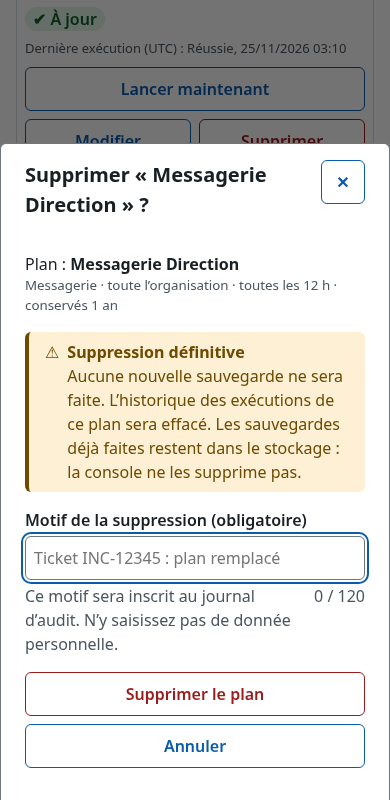 ✔ À jour
Dernière exécution (UTC) : Réussie, 25/11/2026 03:10
Lancer maintenant
Modifier Supprimer
Supprimer « Messagerie
Direction » ?
×
Plan : Messagerie Direction
Messagerie · toute l’organisation · toutes les 12 h ·
conservés 1 an
⚠ Suppression définitive
Aucune nouvelle sauvegarde ne sera
faite. L’historique des exécutions de
ce plan sera effacé. Les sauvegardes
déjà faites restent dans le stockage :
la console ne les supprime pas.
Motif de la suppression (obligatoire)
Ticket INC-12345 : plan remplacé
Ce motif sera inscrit au journal 0 / 120
d’audit. N’y saisissez pas de donnée
personnelle.
Supprimer le plan
Annuler